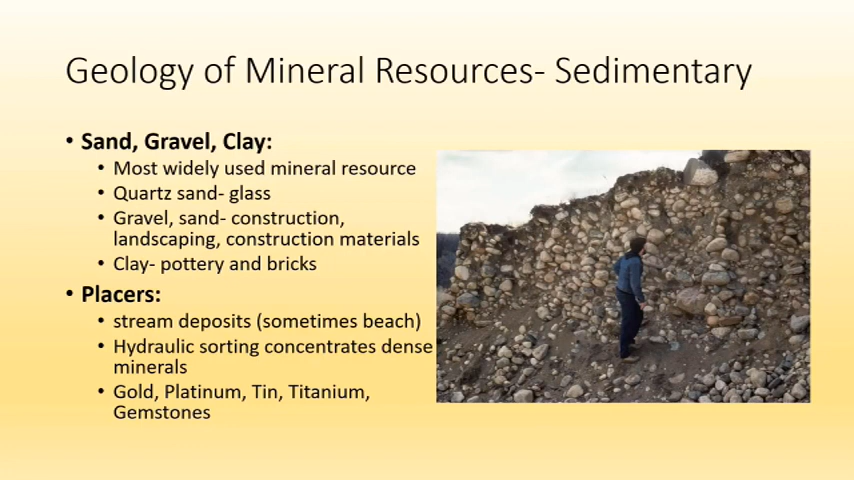 Geology of Mineral Resources- Sedimentary
• Sand, Gravel, Clay:
• Most widely used mineral resource
• Quartz sand- glass
• Gravel, sand- construction,
landscaping, construction materials
• Clay- pottery and bricks
• Placers:
• stream deposits (sometimes beach)
• Hydraulic sorting concentrates dense
minerals
• Gold, Platinum, Tin, Titanium,
Gemstones